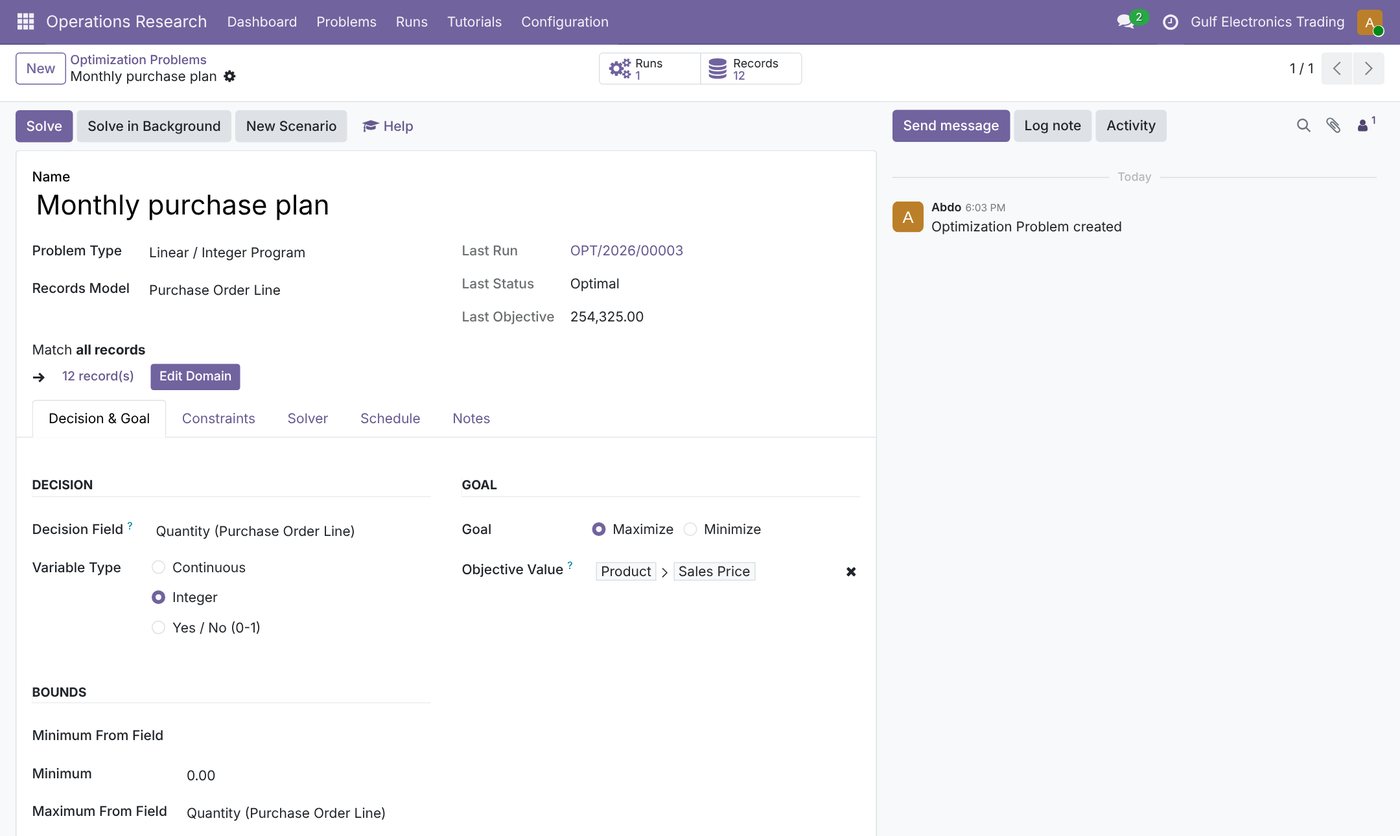 Operations Research Dashboard Problems Runs Tutorials Configuration 2 Gulf Electronics Trading A
New Optimization Problems
Monthly purchase plan
Runs 1
Records 12
1 / 1
Solve Solve in Background New Scenario Help
Send message Log note Activity 1
Today
A Abdo 6:03 PM
Optimization Problem created
Name
Monthly purchase plan
Problem Type Linear / Integer Program
Records Model Purchase Order Line
Last Run OPT/2026/00003
Last Status Optimal
Last Objective 254,325.00
Match all records
12 record(s) Edit Domain
Decision & Goal Constraints Solver Schedule Notes
DECISION
Decision Field ? Quantity (Purchase Order Line)
Variable Type Continuous
Integer
Yes / No (0-1)
GOAL
Goal Maximize Minimize
Objective Value ? Product > Sales Price
BOUNDS
Minimum From Field
Minimum 0.00
Maximum From Field Quantity (Purchase Order Line)